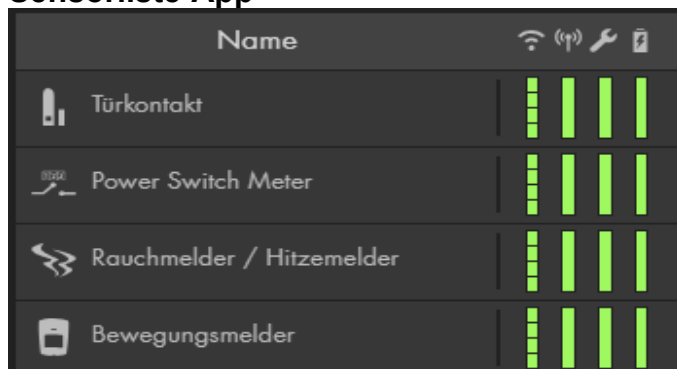 Name
Türkontakt
Power Switch Meter
Rauchmelder / Hitzemelder
Bewegungsmelder